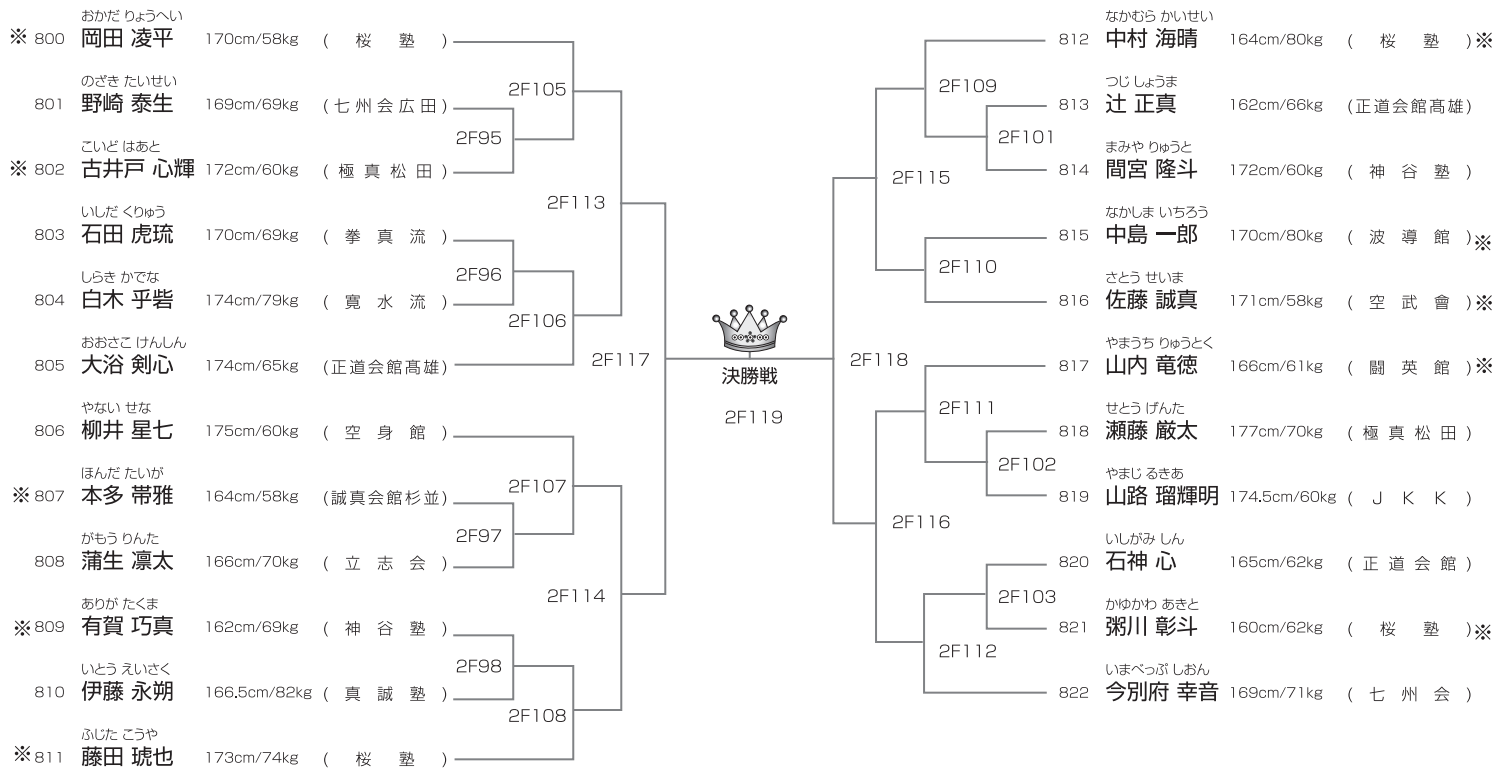 おかだ りょうへい
※ 800 岡田 凌平 170cm/58kg ( 桜 塾 )
のざき たいせい
801 野崎 泰生 169cm/69kg (七州会広田)
こいど はあと
※ 802 古井戸 心輝 172cm/60kg ( 極真松田 )
いしだ くりゅう
803 石田 虎琉 170cm/69kg ( 拳 真 流 )
しらき かでな
804 白木 乎砦 174cm/79kg ( 寛 水 流 )
おおさこ けんしん
805 大浴 剣心 174cm/65kg (正道会館髙雄)
やない せな
806 柳井 星七 175cm/60kg ( 空 身 館 )
ほんだ たいが
※ 807 本多 帯雅 164cm/58kg (誠真会館杉並)
がもう りんた
808 蒲生 凛太 166cm/70kg ( 立 志 会 )
ありが たくま
※ 809 有賀 巧真 162cm/69kg ( 神 谷 塾 )
いとう えいさく
810 伊藤 永朔 166.5cm/82kg ( 真 誠 塾 )
ふじた こうや
※ 811 藤田 琥也 173cm/74kg ( 桜 塾 )
2F105
2F95
2F113
2F96
2F106
2F117
2F107
2F97
2F114
2F98
2F108
決勝戦
2F119
2F109
2F101
2F115
2F110
2F118
2F111
2F102
2F116
2F103
2F112
なかむら かいせい
812 中村 海晴 164cm/80kg ( 桜 塾 ) ※
つじ しょうま
813 辻 正真 162cm/66kg (正道会館髙雄)
まみや りゅうと
814 間宮 隆斗 172cm/60kg ( 神 谷 塾 )
なかしま いちろう
815 中島 一郎 170cm/80kg ( 波 導 館 ) ※
さとう せいま
816 佐藤 誠真 171cm/58kg ( 空 武 會 ) ※
やまうち りゅうとく
817 山内 竜徳 166cm/61kg ( 闘 英 館 ) ※
せとう げんた
818 瀬藤 厳太 177cm/70kg ( 極真松田 )
やまじ るきあ
819 山路 瑠輝明 174.5cm/60kg ( J K K )
いしがみ しん
820 石神 心 165cm/62kg ( 正道会館 )
かゆかわ あきと
821 粥川 彰斗 160cm/62kg ( 桜 塾 ) ※
いまべっぷ しおん
822 今別府 幸音 169cm/71kg ( 七 州 会 )